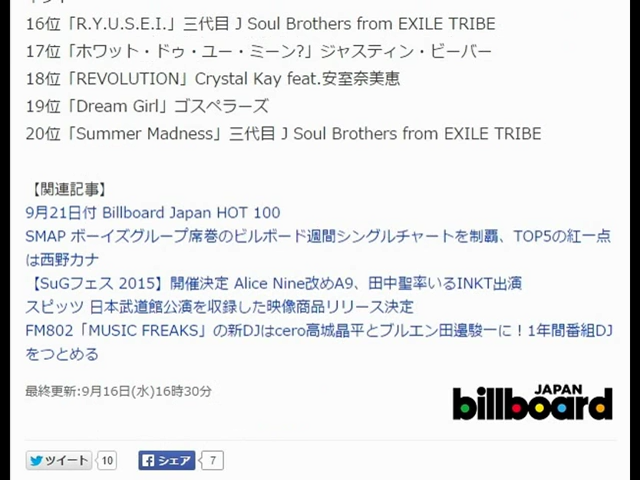 16位「R.Y.U.S.E.I.」三代目 J Soul Brothers from EXILE TRIBE
17位「ホワット・ドゥ・ユー・ミーン?」ジャスティン・ビーバー
18位「REVOLUTION」Crystal Kay feat.安室奈美恵
19位「Dream Girl」ゴスペラーズ
20位「Summer Madness」三代目 J Soul Brothers from EXILE TRIBE
【関連記事】
9月21日付 Billboard Japan HOT 100
SMAP ボーイズグループ席巻のビルボード週間シングルチャートを制覇、TOP5の紅一点
は西野カナ
【SuGフェス 2015】開催決定 Alice Nine改めA9、田中聖率いるINKT出演
スピッツ 日本武道館公演を収録した映像商品リリース決定
FM802「MUSIC FREAKS」の新DJはcero高城晶平とブルエン田邊駿一に！1年間番組DJ
をつとめる
最終更新:9月16日(水)16時30分
JAPAN
billboard
ツイート 10 シェア 7